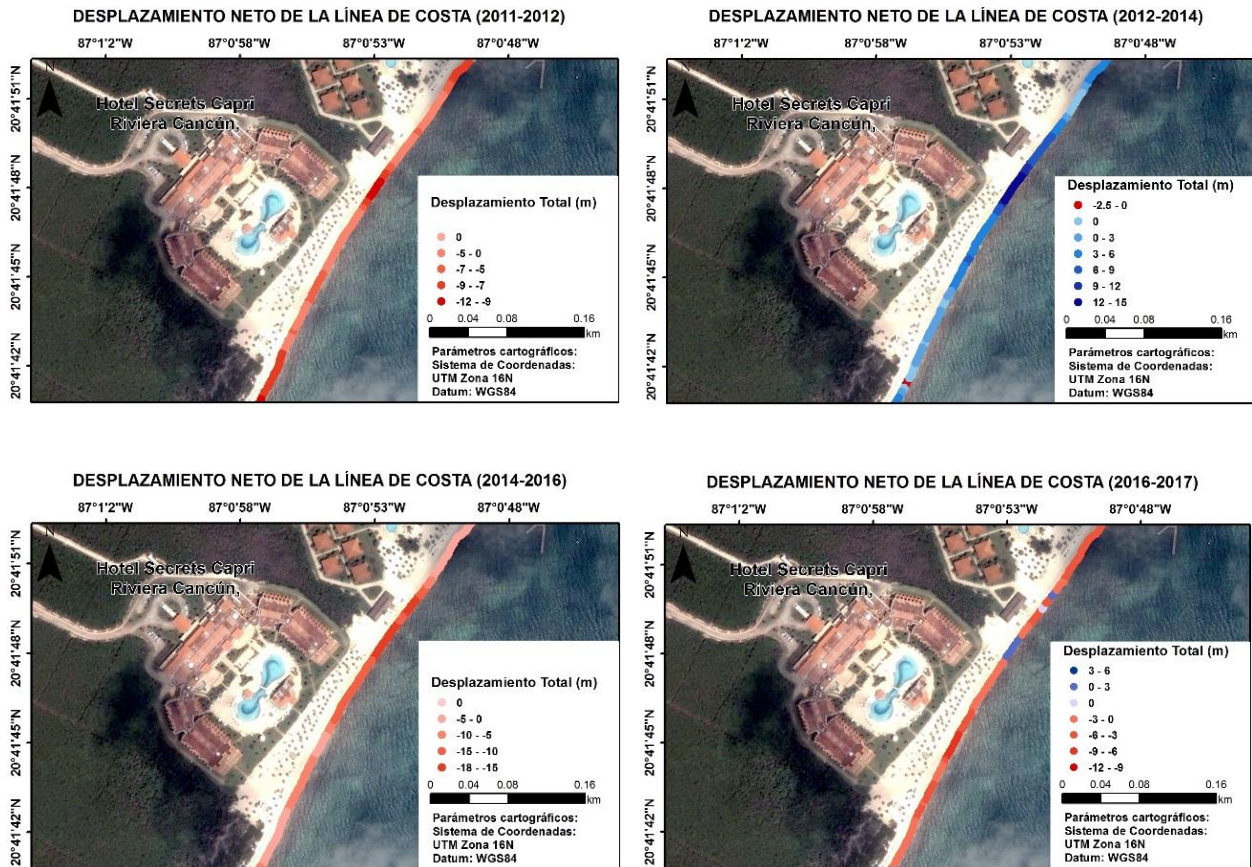 DESPLAZAMIENTO NETO DE LA LÍNEA DE COSTA (2011-2012)
87°1'2"W 87°0'58"W 87°0'53"W 87°0'48"W
20°41'51"N
20°41'48"N
20°41'45"N
20°41'42"N
N
Hotel Secrets Capri
Riviera Cancún,
Desplazamiento Total (m)
0
-5 - 0
-7 - -5
-9 - -7
-12 - -9
0 0.04 0.08 0.16
km
Parámetros cartográficos:
Sistema de Coordenadas:
UTM Zona 16N
Datum: WGS84
DESPLAZAMIENTO NETO DE LA LÍNEA DE COSTA (2012-2014)
87°1'2"W 87°0'58"W 87°0'53"W 87°0'48"W
20°41'51"N
20°41'48"N
20°41'45"N
20°41'42"N
N
Hotel Secrets Capri
Riviera Cancún,
Desplazamiento Total (m)
-2.5 - 0
0
0 - 3
3 - 6
6 - 9
9 - 12
12 - 15
0 0.04 0.08 0.16
km
Parámetros cartográficos:
Sistema de Coordenadas:
UTM Zona 16N
Datum: WGS84
DESPLAZAMIENTO NETO DE LA LÍNEA DE COSTA (2014-2016)
87°1'2"W 87°0'58"W 87°0'53"W 87°0'48"W
20°41'51"N
20°41'48"N
20°41'45"N
20°41'42"N
N
Hotel Secrets Capri
Riviera Cancún,
Desplazamiento Total (m)
0
-5 - 0
-10 - -5
-15 - -10
-18 - -15
0 0.04 0.08 0.16
km
Parámetros cartográficos:
Sistema de Coordenadas:
UTM Zona 16N
Datum: WGS84
DESPLAZAMIENTO NETO DE LA LÍNEA DE COSTA (2016-2017)
87°1'2"W 87°0'58"W 87°0'53"W 87°0'48"W
20°41'51"N
20°41'48"N
20°41'45"N
20°41'42"N
N
Hotel Secrets Capri
Riviera Cancún,
Desplazamiento Total (m)
3 - 6
0 - 3
0
-3 - 0
-6 - -3
-9 - -6
-12 - -9
0 0.04 0.08 0.16
km
Parámetros cartográficos:
Sistema de Coordenadas:
UTM Zona 16N
Datum: WGS84